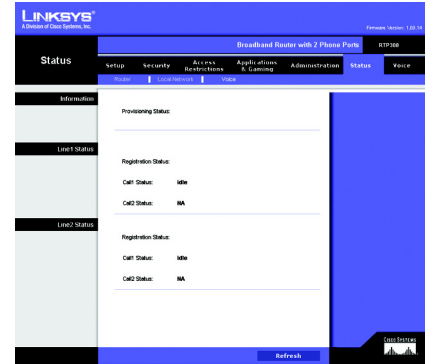 LINKSYS®
A Division of Cisco Systems, Inc.
Firmware Version: 1.00.14
Broadband Router with 2 Phone Ports RTP300
Status
Setup Security Access Restrictions Applications & Gaming Administration Status Voice
Router Local Network Voice
Information
Provisioning Status:
Line1 Status
Registration Status:
Call1 Status: Idle
Call2 Status: NA
Line2 Status
Registration Status:
Call1 Status: Idle
Call2 Status: NA
Refresh
CISCO SYSTEMS